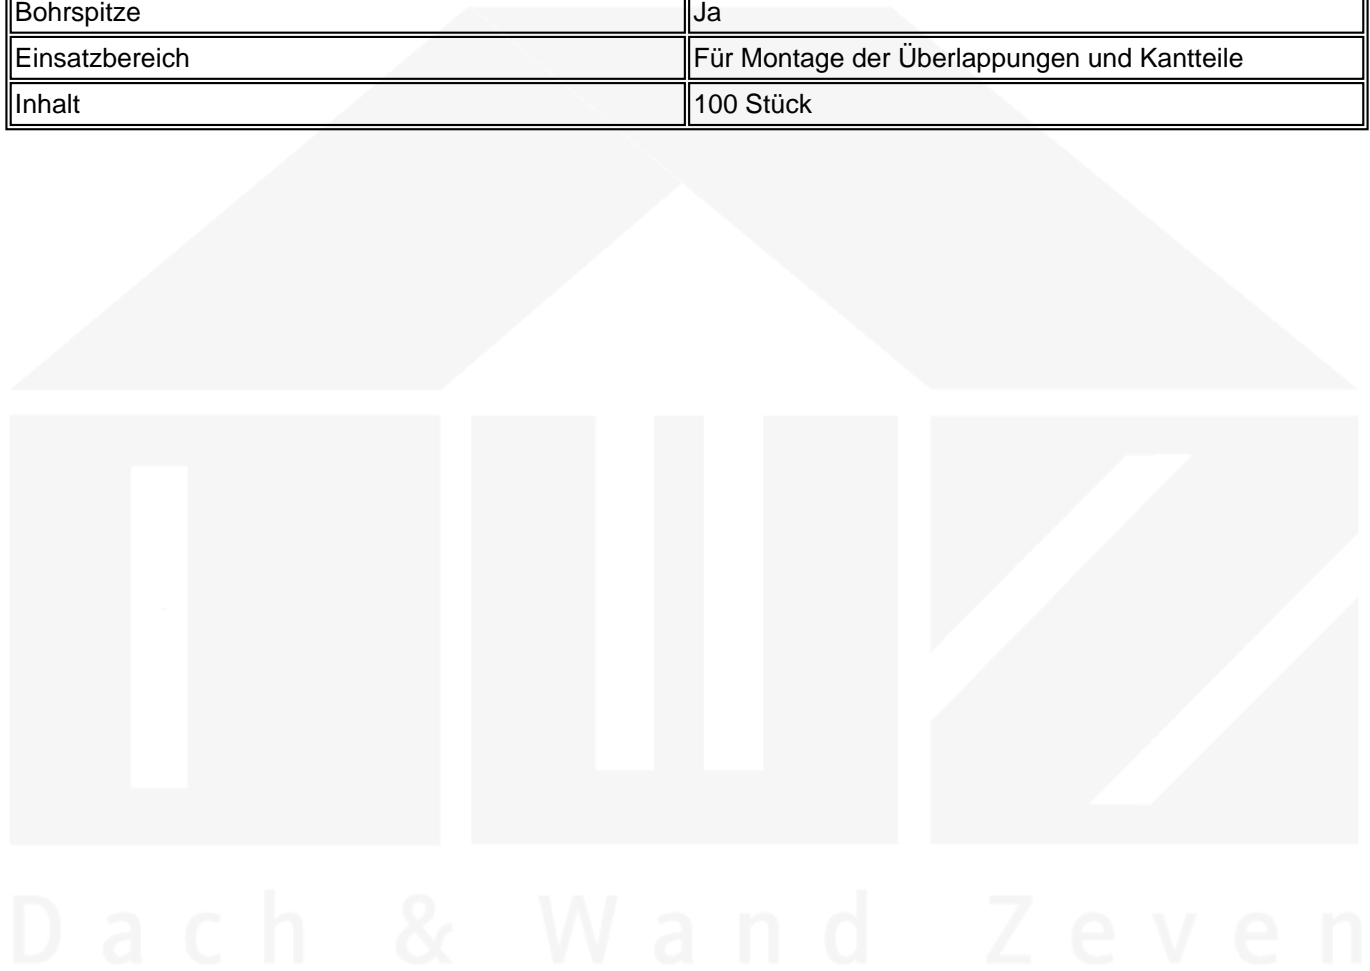 Bohrspitze Ja
Einsatzbereich Für Montage der Überlappungen und Kantteile
Inhalt 100 Stück
Dach & Wand Zeven